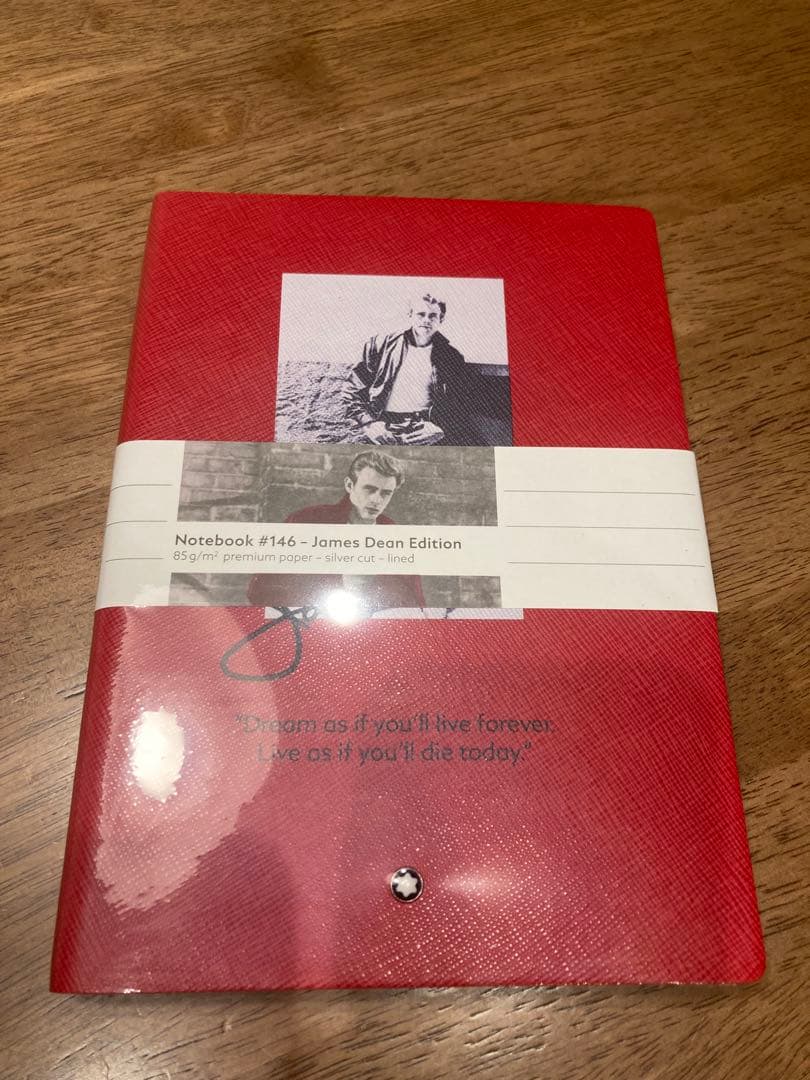 Notebook #146 – James Dean Edition
85 g/m² premium paper – silver cut – lined
"Dream as if you'll live forever.
Live as if you'll die today."